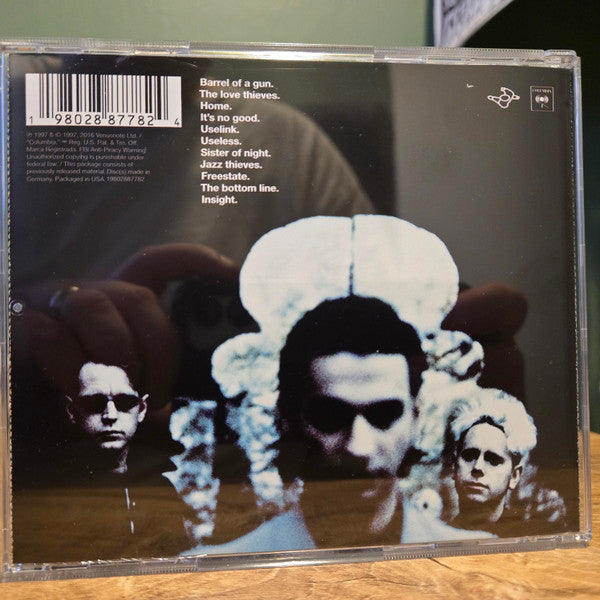 Barrel of a gun.
The love thieves.
Home.
It's no good.
Uselink.
Useless.
Sister of night.
Jazz thieves.
Freestate.
The bottom line.
Insight.
1 98028 87782 4
℗ 1997 & © 1997, 2016 Venusnote Ltd. /
"Columbia," ® Reg. U.S. Pat. & Tm. Off.
Marca Registrada. FBI Anti-Piracy Warning!
Unauthorized copying is punishable under
federal law. / This package consists of
previously released material. Disc(s) made in
Germany. Packaged in USA. 19802887782
COLUMBIA